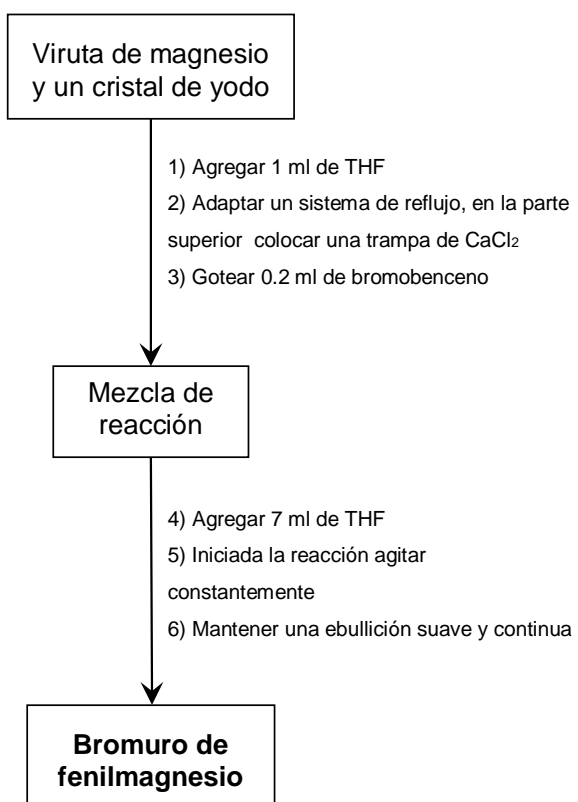 Viruta de magnesio
y un cristal de yodo
1) Agregar 1 ml de THF
2) Adaptar un sistema de reflujo, en la parte
superior colocar una trampa de CaCl₂
3) Gotear 0.2 ml de bromobenceno
Mezcla de
reacción
4) Agregar 7 ml de THF
5) Iniciada la reacción agitar
constantemente
6) Mantener una ebullición suave y continua
Bromuro de
fenilmagnesio